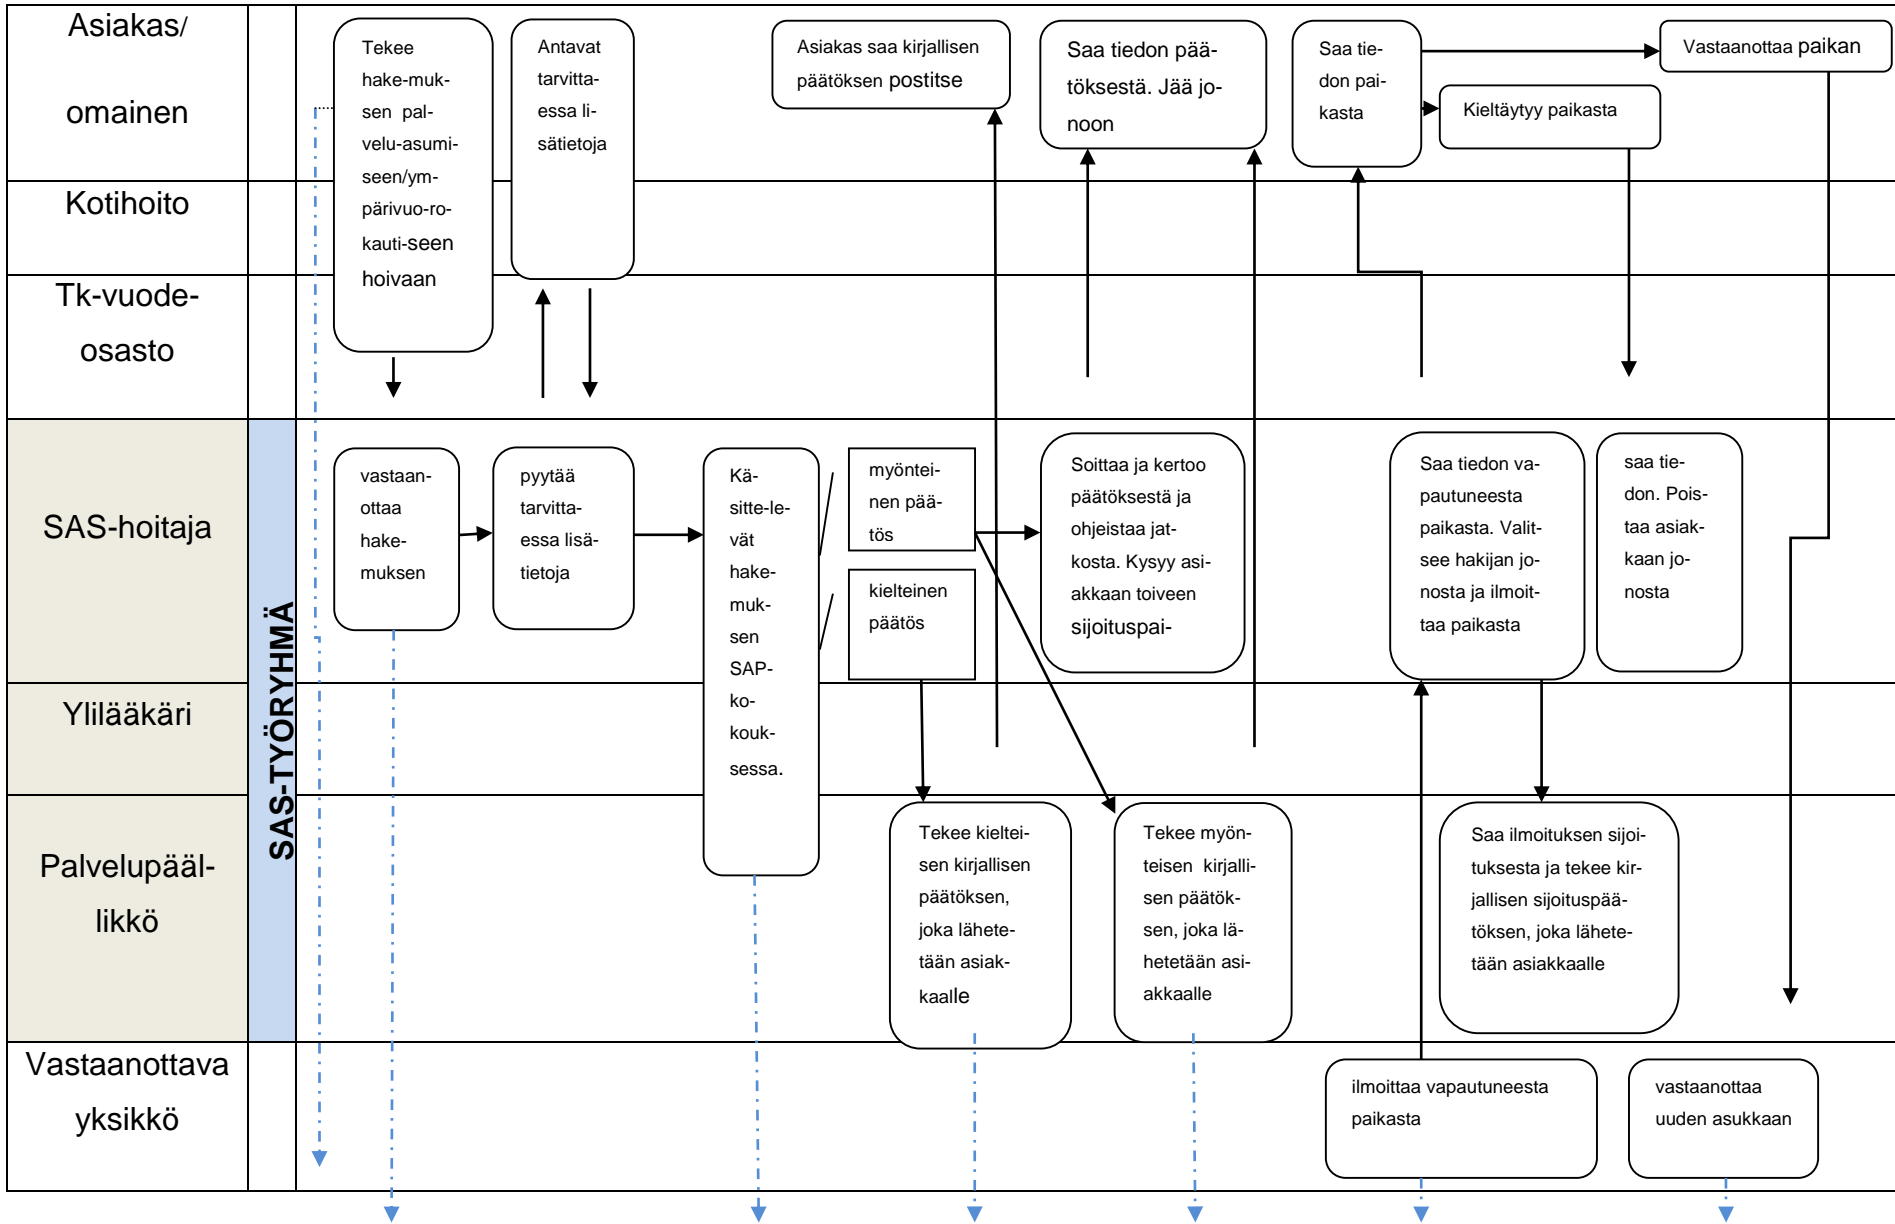 Asiakas/
omainen
Tekee
hake-muk-
sen pal-
velu-asumi-
seen/ym-
pärivuo-ro-
kauti-seen
hoivaan
Antavat
tarvitta-
essa li-
sätietoja
Asiakas saa kirjallisen
päätöksen postitse
Saa tiedon pää-
töksestä. Jää jo-
noon
Saa tie-
don pai-
kasta
Vastaanottaa paikan
Kieltäytyy paikasta
Kotihoito
Tk-vuode-
osasto
SAS-hoitaja
SAS-TYÖRYHMÄ
vastaan-
ottaa
hake-
muksen
pyytää
tarvitta-
essa lisä-
tietoja
Kä-
sitte-le-
vät
hake-
muk-
sen
SAP-
ko-
kouk-
sessa.
myöntei-
nen pää-
tös
kielteinen
päätös
Soittaa ja kertoo
päätöksestä ja
ohjeistaa jat-
kosta. Kysyy asi-
akkaan toiveen
sijoituspai-
Saa tiedon va-
pautuneesta
paikasta. Valit-
see hakijan jo-
nosta ja ilmoit-
taa paikasta
saa tie-
don. Pois-
taa asiak-
kaan jo-
nosta
Ylilääkäri
Palvelupääl-
likkö
Tekee kieltei-
sen kirjallisen
päätöksen,
joka lähete-
tään asiak-
kaalle
Tekee myön-
teisen kirjalli-
sen päätök-
sen, joka lä-
hetetään asi-
akkaalle
Saa ilmoituksen sijoi-
tuksesta ja tekee kir-
jallisen sijoituspää-
töksen, joka lähete-
tään asiakkaalle
Vastaanottava
yksikkö
ilmoittaa vapautuneesta
paikasta
vastaanottaa
uuden asukkaan